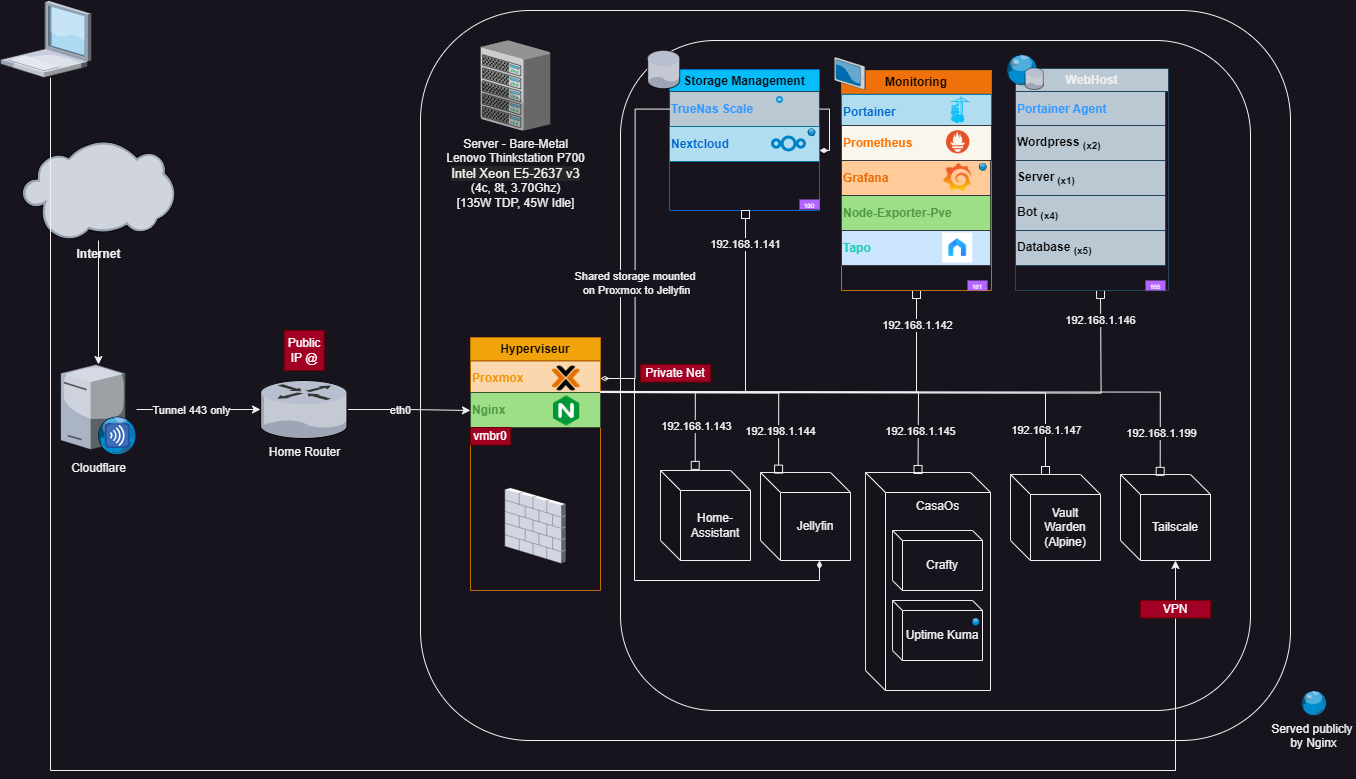 Server - Bare-Metal
Lenovo Thinkstation P700
Intel Xeon E5-2637 v3
(4c, 8t, 3.70Ghz)
[135W TDP, 45W Idle]
Storage Management
TrueNas Scale
Nextcloud
100
192.168.1.141
Monitoring
Portainer
Prometheus
Grafana
Node-Exporter-Pve
Tapo
101
192.168.1.142
WebHost
Portainer Agent
Wordpress (x2)
Server (x1)
Bot (x4)
Database (x5)
105
192.168.1.146
Internet
Shared storage mounted
on Proxmox to Jellyfin
Public
IP @
Hyperviseur
Proxmox
Nginx
vmbr0
Private Net
Tunnel 443 only
eth0
Home Router
Cloudflare
192.168.1.143
192.198.1.144
192.168.1.145
192.168.1.147
192.168.1.199
Home-
Assistant
Jellyfin
CasaOs
Crafty
Uptime Kuma
Vault
Warden
(Alpine)
Tailscale
VPN
Served publicly
by Nginx